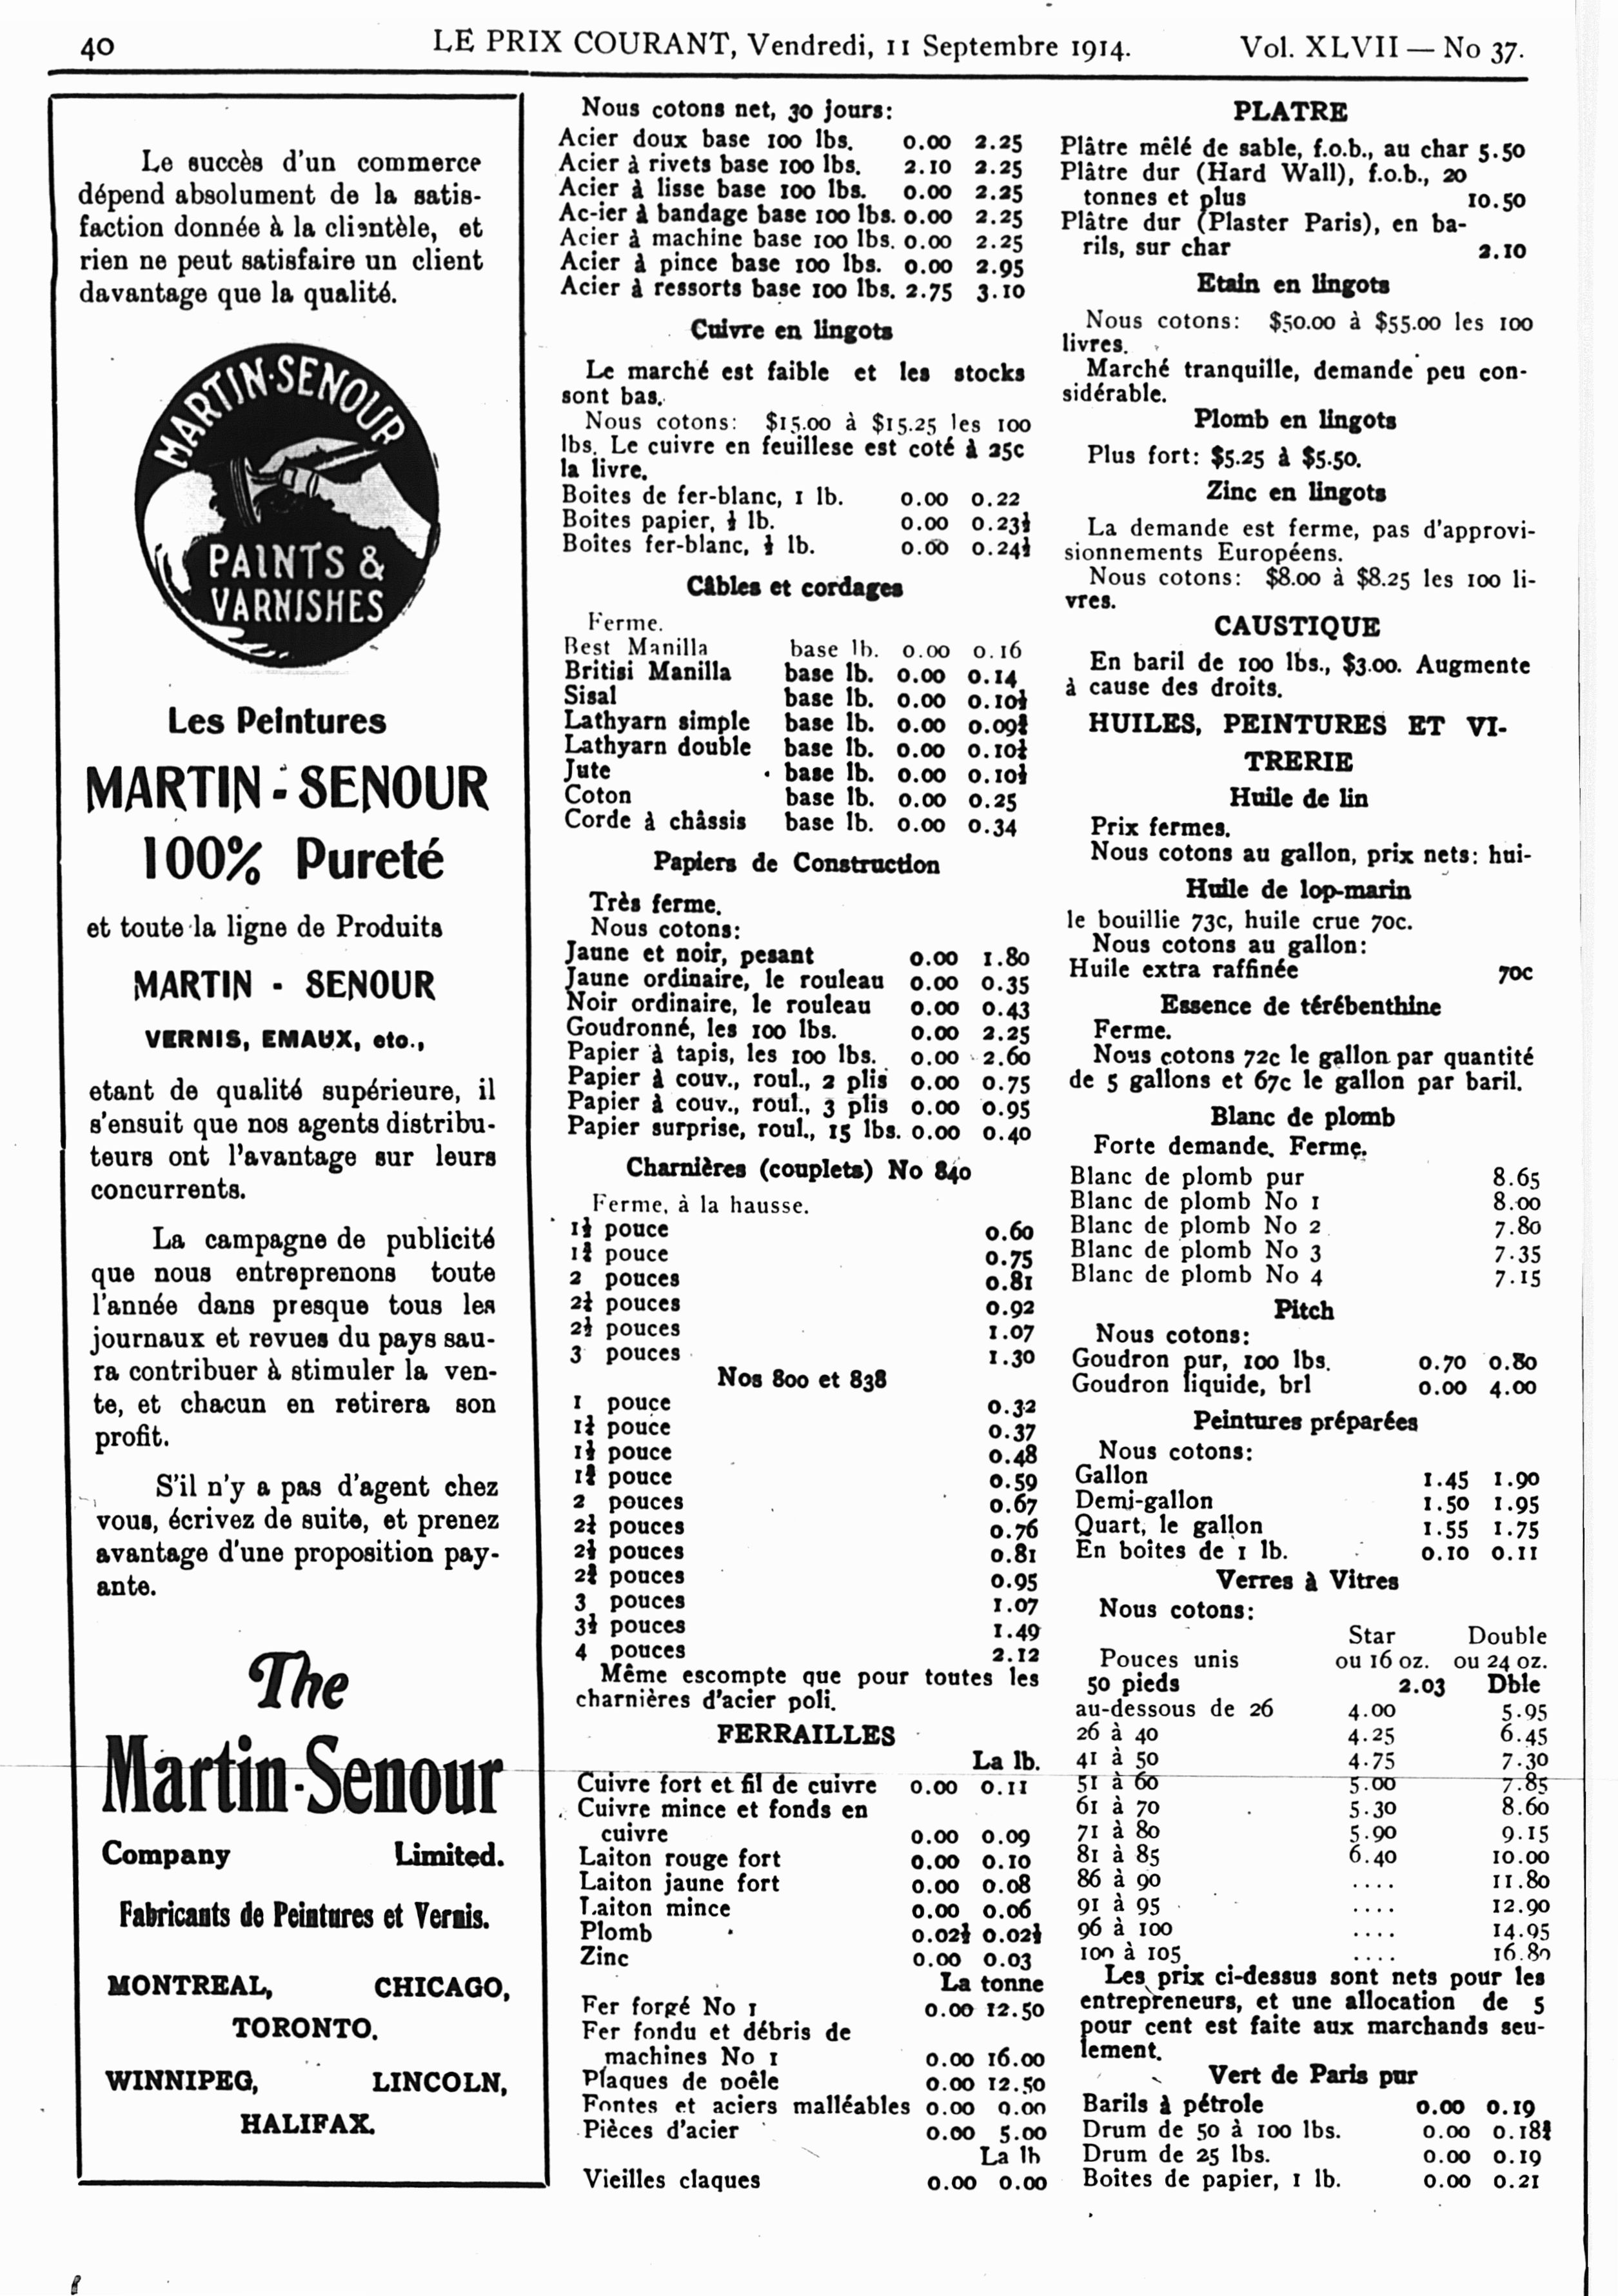 40
LE PRIX COURANT, Vendredi, 11 Septembre 1914.
Vol. XLVII — No 37.
Le succès d'un commerce
dépend absolument de la satis-
faction donnée à la clientèle, et
rien ne peut satisfaire un client
davantage que la qualité.
MARTIN-SENOUR
PAINTS &
VARNISHES
Les Peintures
MARTIN - SENOUR
100% Pureté
et toute la ligne de Produits
MARTIN - SENOUR
VERNIS, EMAUX, etc.,
etant de qualité supérieure, il
s'ensuit que nos agents distribu-
teurs ont l'avantage sur leurs
concurrents.
La campagne de publicité
que nous entreprenons toute
l'année dans presque tous les
journaux et revues du pays sau-
ra contribuer à stimuler la ven-
te, et chacun en retirera son
profit.
S'il n'y a pas d'agent chez
vous, écrivez de suite, et prenez
avantage d'une proposition pay-
ante.
The
Martin-Senour
Company Limited.
Fabricants de Peintures et Vernis.
MONTREAL, CHICAGO,
TORONTO.
WINNIPEG, LINCOLN,
HALIFAX.
Nous cotons net, 30 jours:
Acier doux base 100 lbs. 0.00 2.25
Acier à rivets base 100 lbs. 2.10 2.25
Acier à lisse base 100 lbs. 0.00 2.25
Ac-ier à bandage base 100 lbs. 0.00 2.25
Acier à machine base 100 lbs. 0.00 2.25
Acier à pince base 100 lbs. 0.00 2.95
Acier à ressorts base 100 lbs. 2.75 3.10
Cuivre en lingots
Le marché est faible et les stocks
sont bas.
Nous cotons: $15.00 à $15.25 les 100
lbs. Le cuivre en feuillese est coté à 25c
la livre.
Boites de fer-blanc, 1 lb. 0.00 0.22
Boites papier, ½ lb. 0.00 0.23½
Boites fer-blanc, ½ lb. 0.00 0.24½
Câbles et cordages
Ferme.
Best Manilla base lb. 0.00 0.16
Britisi Manilla base lb. 0.00 0.14
Sisal base lb. 0.00 0.10½
Lathyarn simple base lb. 0.00 0.09¾
Lathyarn double base lb. 0.00 0.10¼
Jute base lb. 0.00 0.10½
Coton base lb. 0.00 0.25
Corde à châssis base lb. 0.00 0.34
Papiers de Construction
Très ferme.
Nous cotons:
Jaune et noir, pesant 0.00 1.80
Jaune ordinaire, le rouleau 0.00 0.35
Noir ordinaire, le rouleau 0.00 0.43
Goudronné, les 100 lbs. 0.00 2.25
Papier à tapis, les 100 lbs. 0.00 2.60
Papier à couv., roul., 2 plis 0.00 0.75
Papier à couv., roul., 3 plis 0.00 0.95
Papier surprise, roul., 15 lbs. 0.00 0.40
Charnières (couplets) No 840
Ferme, à la hausse.
1½ pouce 0.60
1¾ pouce 0.75
2 pouces 0.81
2¼ pouces 0.92
2½ pouces 1.07
3 pouces 1.30
Nos 800 et 838
1 pouce 0.32
1¼ pouce 0.37
1½ pouce 0.48
1¾ pouce 0.59
2 pouces 0.67
2¼ pouces 0.76
2½ pouces 0.81
2¾ pouces 0.95
3 pouces 1.07
3½ pouces 1.49
4 pouces 2.12
Même escompte que pour toutes les
charnières d'acier poli.
FERRAILLES
La lb.
Cuivre fort et fil de cuivre 0.00 0.11
Cuivre mince et fonds en
cuivre 0.00 0.09
Laiton rouge fort 0.00 0.10
Laiton jaune fort 0.00 0.08
Laiton mince 0.00 0.06
Plomb 0.02¼ 0.02½
Zinc 0.00 0.03
La tonne
Fer forgé No 1 0.00 12.50
Fer fondu et débris de
machines No 1 0.00 16.00
Plaques de poêle 0.00 12.50
Fontes et aciers malléables 0.00 9.00
Pièces d'acier 0.00 5.00
La lb
Vieilles claques 0.00 0.00
PLATRE
Plâtre mêlé de sable, f.o.b., au char 5.50
Plâtre dur (Hard Wall), f.o.b., 20
tonnes et plus 10.50
Plâtre dur (Plaster Paris), en ba-
rils, sur char 2.10
Etain en lingots
Nous cotons: $50.00 à $55.00 les 100
livres.
Marché tranquille, demande peu con-
sidérable.
Plomb en lingots
Plus fort: $5.25 à $5.50.
Zinc en lingots
La demande est ferme, pas d'approvi-
sionnements Européens.
Nous cotons: $8.00 à $8.25 les 100 li-
vres.
CAUSTIQUE
En baril de 100 lbs., $3.00. Augmente
à cause des droits.
HUILES, PEINTURES ET VI-
TRERIE
Huile de lin
Prix fermes.
Nous cotons au gallon, prix nets: hui-
Huile de lop-marin
le bouillie 73c, huile crue 70c.
Nous cotons au gallon:
Huile extra raffinée 70c
Essence de térébenthine
Ferme.
Nous cotons 72c le gallon par quantité
de 5 gallons et 67c le gallon par baril.
Blanc de plomb
Forte demande. Ferme.
Blanc de plomb pur 8.65
Blanc de plomb No 1 8.00
Blanc de plomb No 2 7.80
Blanc de plomb No 3 7.35
Blanc de plomb No 4 7.15
Pitch
Nous cotons:
Goudron pur, 100 lbs. 0.70 0.80
Goudron liquide, brl 0.00 4.00
Peintures préparées
Nous cotons:
Gallon 1.45 1.90
Demi-gallon 1.50 1.95
Quart, le gallon 1.55 1.75
En boites de 1 lb. 0.10 0.11
Verres à Vitres
Nous cotons:
Star Double
Pouces unis ou 16 oz. ou 24 oz.
50 pieds 2.03 Dble
au-dessous de 26 4.00 5.95
26 à 40 4.25 6.45
41 à 50 4.75 7.30
51 à 60 5.00 7.85
61 à 70 5.30 8.60
71 à 80 5.90 9.15
81 à 85 6.40 10.00
86 à 90 .... 11.80
91 à 95 .... 12.90
96 à 100 .... 14.95
100 à 105 .... 16.80
Les prix ci-dessus sont nets pour les
entrepreneurs, et une allocation de 5
pour cent est faite aux marchands seu-
lement.
Vert de Paris pur
Barils à pétrole 0.00 0.19
Drum de 50 à 100 lbs. 0.00 0.18¾
Drum de 25 lbs. 0.00 0.19
Boites de papier, 1 lb. 0.00 0.21